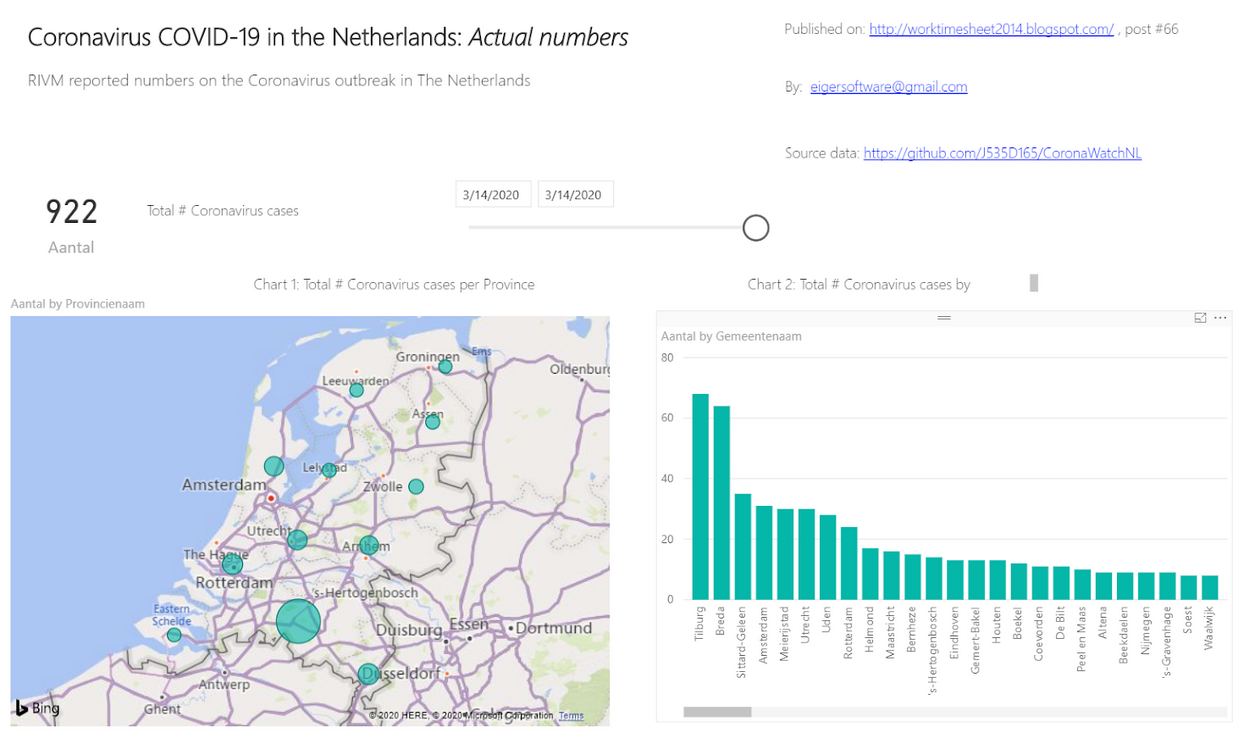 Coronavirus COVID-19 in the Netherlands: Actual numbers
RIVM reported numbers on the Coronavirus outbreak in The Netherlands
Published on: http://worktimesheet2014.blogspot.com/ , post #66
By: eigersoftware@gmail.com
Source data: https://github.com/J535D165/CoronaWatchNL
922
Aantal
Total # Coronavirus cases
3/14/2020
3/14/2020
Chart 1: Total # Coronavirus cases per Province
Aantal by Provincienaam
Groningen
Ems
Leeuwarden
Oldenburg
Assen
Lelystad
Amsterdam
Zwolle
Utrecht
Arnhem
The Hague
Rotterdam
's-Hertogenbosch
Eastern
Schelde
Duisburg
Essen
Dortmund
Düsseldorf
Antwerp
Ghent
Cologne
Bing
© 2020 HERE, © 2020 Microsoft Corporation Terms
Chart 2: Total # Coronavirus cases by
Aantal by Gemeentenaam
80
60
40
20
0
Tilburg
Breda
Sittard-Geleen
Amsterdam
Meierijstad
Utrecht
Uden
Rotterdam
Helmond
Maastricht
Bernheze
's-Hertogenbosch
Eindhoven
Gemert-Bakel
Houten
Boekel
Coevorden
De Bilt
Peel en Maas
Altena
Beekdaelen
Nijmegen
's-Gravenhage
Soest
Waalwijk